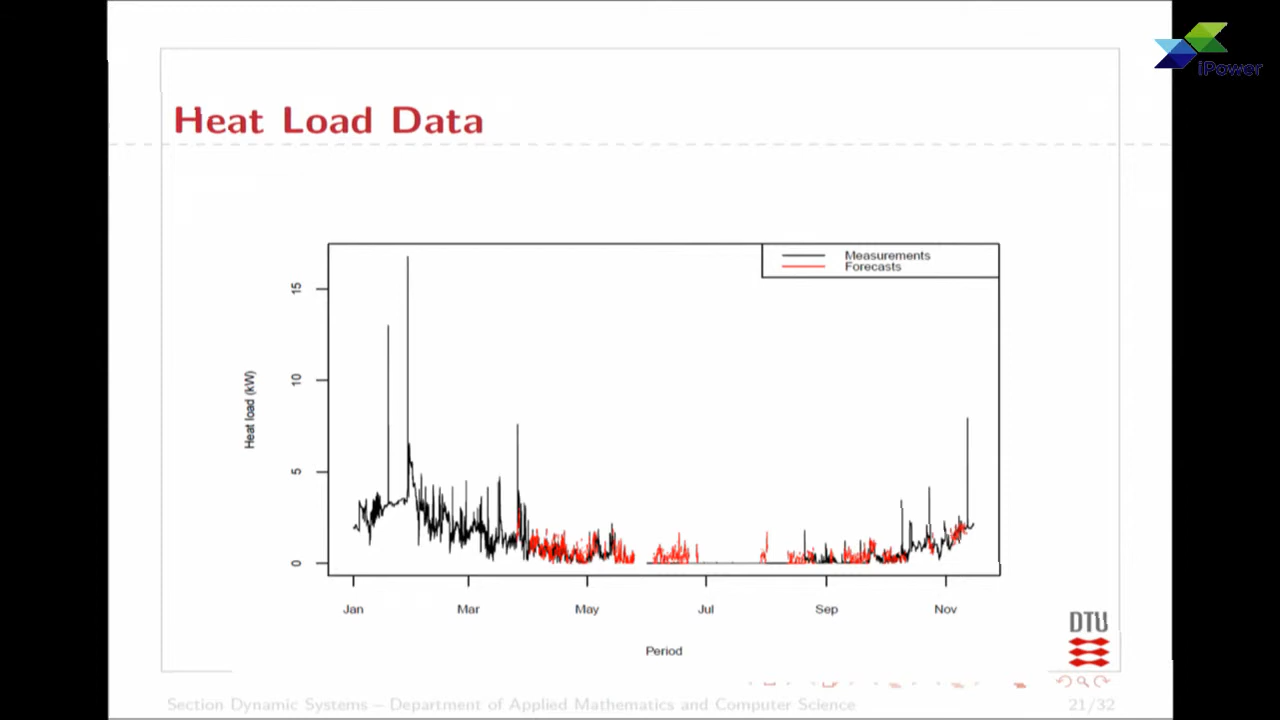 iPower
Heat Load Data
Measurements
Forecasts
15
10
5
0
Heat load (kW)
Jan Mar May Jul Sep Nov
Period
DTU
Section Dynamic Systems – Department of Applied Mathematics and Computer Science 21/32